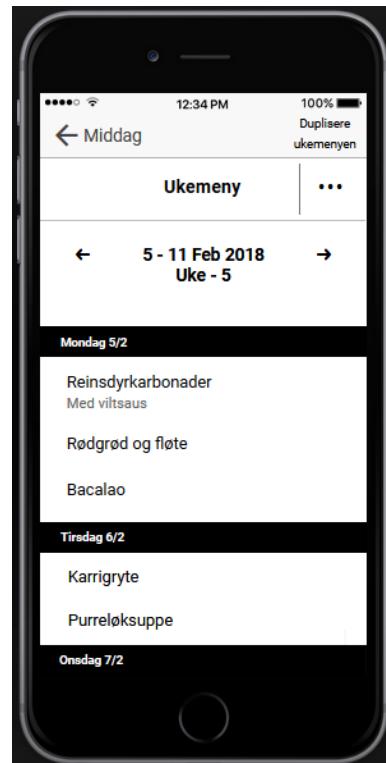 12:34 PM
100%
← Middag
Duplisere
ukemenyen
Ukemeny
•••
← 5 - 11 Feb 2018 →
Uke - 5
Mondag 5/2
Reinsdyrkarbonader
Med viltsaus
Rødgrød og fløte
Bacalao
Tirsdag 6/2
Karrigryte
Purreløksuppe
Onsdag 7/2